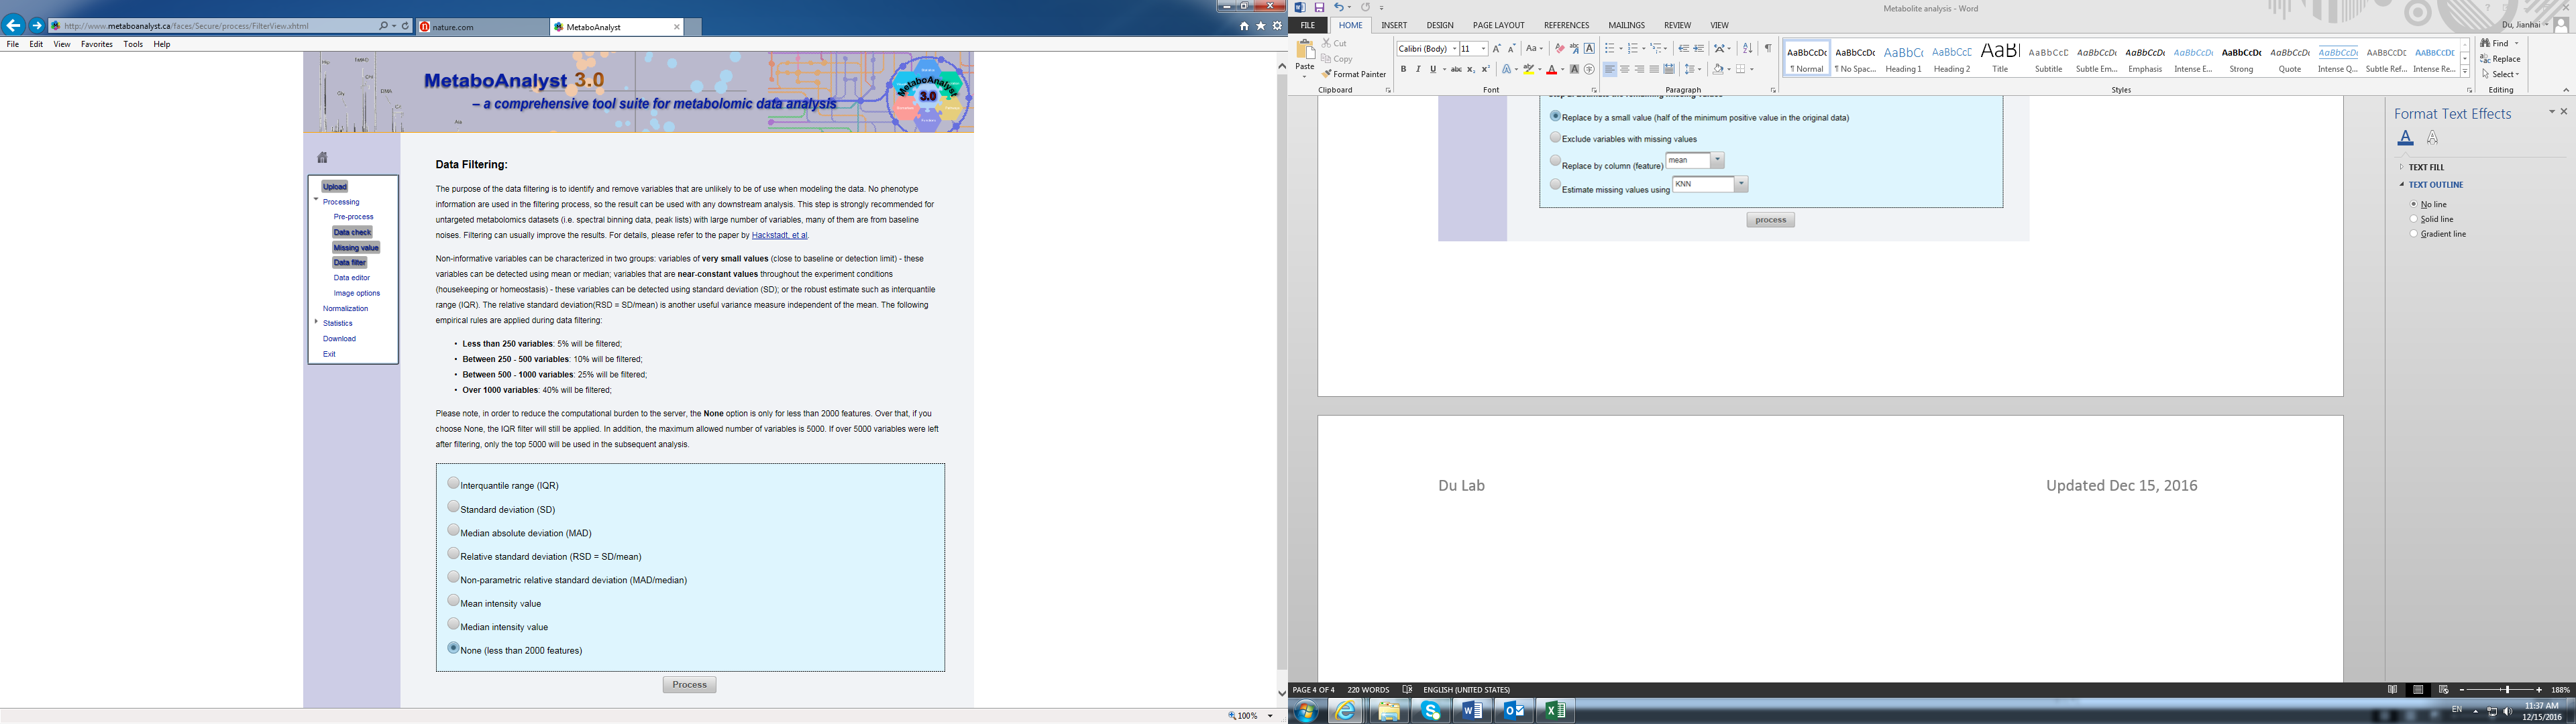 http://www.metaboanalyst.ca/faces/Secure/process/FilterView.xhtml
nature.com
MetaboAnalyst
File Edit View Favorites Tools Help
MetaboAnalyst 3.0
– a comprehensive tool suite for metabolomic data analysis
MetaboAnalyst
3.0
Upload
Processing
Pre-process
Data check
Missing value
Data filter
Data editor
Image options
Normalization
Statistics
Download
Exit
Data Filtering:
The purpose of the data filtering is to identify and remove variables that are unlikely to be of use when modeling the data. No phenotype
information are used in the filtering process, so the result can be used with any downstream analysis. This step is strongly recommended for
untargeted metabolomics datasets (i.e. spectral binning data, peak lists) with large number of variables, many of them are from baseline
noises. Filtering can usually improve the results. For details, please refer to the paper by Hackstadt, et al.
Non-informative variables can be characterized in two groups: variables of very small values (close to baseline or detection limit) - these
variables can be detected using mean or median; variables that are near-constant values throughout the experiment conditions
(housekeeping or homeostasis) - these variables can be detected using standard deviation (SD); or the robust estimate such as interquantile
range (IQR). The relative standard deviation(RSD = SD/mean) is another useful variance measure independent of the mean. The following
empirical rules are applied during data filtering:
• Less than 250 variables: 5% will be filtered;
• Between 250 - 500 variables: 10% will be filtered;
• Between 500 - 1000 variables: 25% will be filtered;
• Over 1000 variables: 40% will be filtered;
Please note, in order to reduce the computational burden to the server, the None option is only for less than 2000 features. Over that, if you
choose None, the IQR filter will still be applied. In addition, the maximum allowed number of variables is 5000. If over 5000 variables were left
after filtering, only the top 5000 will be used in the subsequent analysis.
Interquantile range (IQR)
Standard deviation (SD)
Median absolute deviation (MAD)
Relative standard deviation (RSD = SD/mean)
Non-parametric relative standard deviation (MAD/median)
Mean intensity value
Median intensity value
None (less than 2000 features)
Process
100%
Metabolite analysis - Word
Du, Jianhai
FILE HOME INSERT DESIGN PAGE LAYOUT REFERENCES MAILINGS REVIEW VIEW
Paste
Cut
Copy
Format Painter
Clipboard
Calibri (Body) 11
Font
Paragraph
AaBbCcDc AaBbCcDc AaBbCc AaBbCcD AaBl AaBbCcD AaBbCcDc AaBbCcDc AaBbCcDc AaBbCcDc AaBbCcDc AaBbCcDc AaBbCcDc AaBbCcDc
¶ Normal ¶ No Spac... Heading 1 Heading 2 Title Subtitle Subtle Em... Emphasis Intense E... Strong Quote Intense Q... Subtle Ref... Intense Re...
Styles
Find
Replace
Select
Editing
Replace by a small value (half of the minimum positive value in the original data)
Exclude variables with missing values
Replace by column (feature) mean
Estimate missing values using KNN
process
Du Lab Updated Dec 15, 2016
Format Text Effects
TEXT FILL
TEXT OUTLINE
No line
Solid line
Gradient line
PAGE 4 OF 4 220 WORDS ENGLISH (UNITED STATES) 188%
EN 11:37 AM
12/15/2016